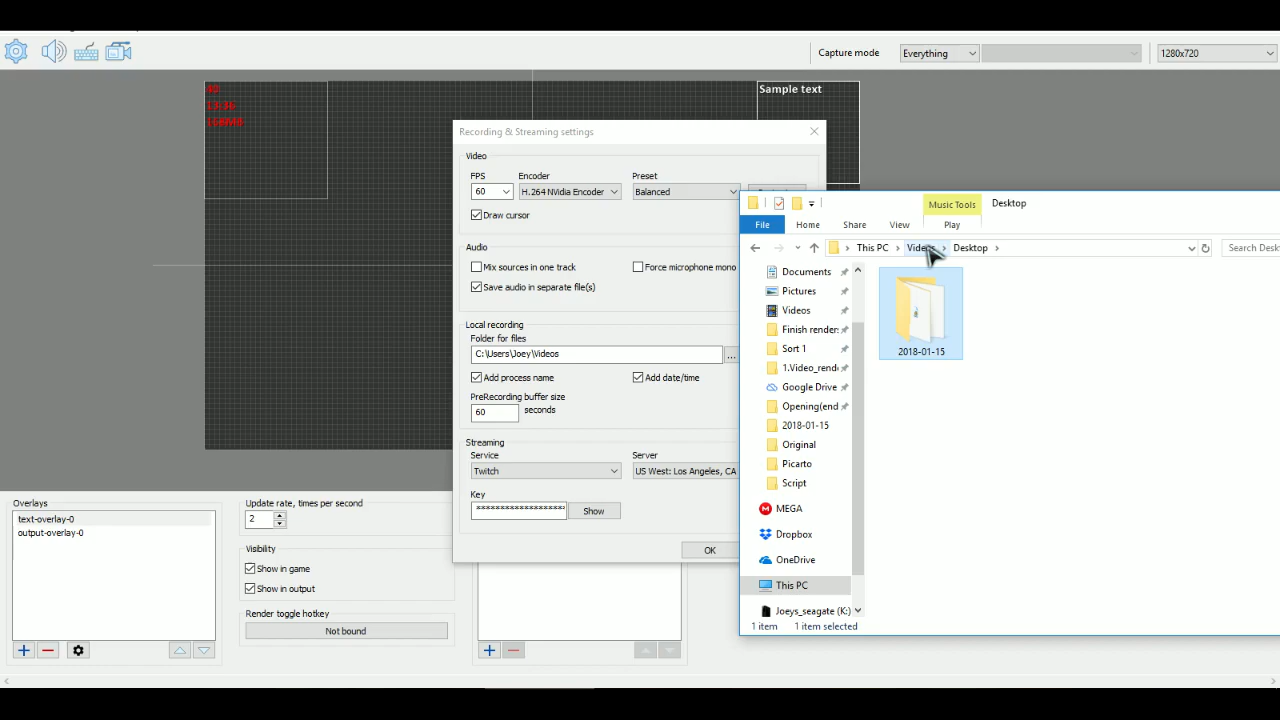 Capture mode
Everything
1280x720
Sample text
13:36
Recording & Streaming settings
Video
FPS
Encoder
Preset
60
H.264 NVidia Encoder
Balanced
Draw cursor
Audio
Mix sources in one track
Force microphone mono
Save audio in separate file(s)
Local recording
Folder for files
C:\Users\Joey\Videos
...
Add process name
Add date/time
PreRecording buffer size
60
seconds
Streaming
Service
Server
Twitch
US West: Los Angeles, CA
Key
Show
OK
Music Tools
Desktop
File
Home
Share
View
Play
This PC
Desktop
Search Desk
Documents
Pictures
Videos
Finish render
Sort 1
1.Video_rend
Google Drive
Opening(end
2018-01-15
Original
Picarto
Script
MEGA
Dropbox
OneDrive
This PC
Joeys_seagate (K:)
2018-01-15
1 item
1 item selected
Overlays
text-overlay-0
output-overlay-0
Update rate, times per second
2
Visibility
Show in game
Show in output
Render toggle hotkey
Not bound